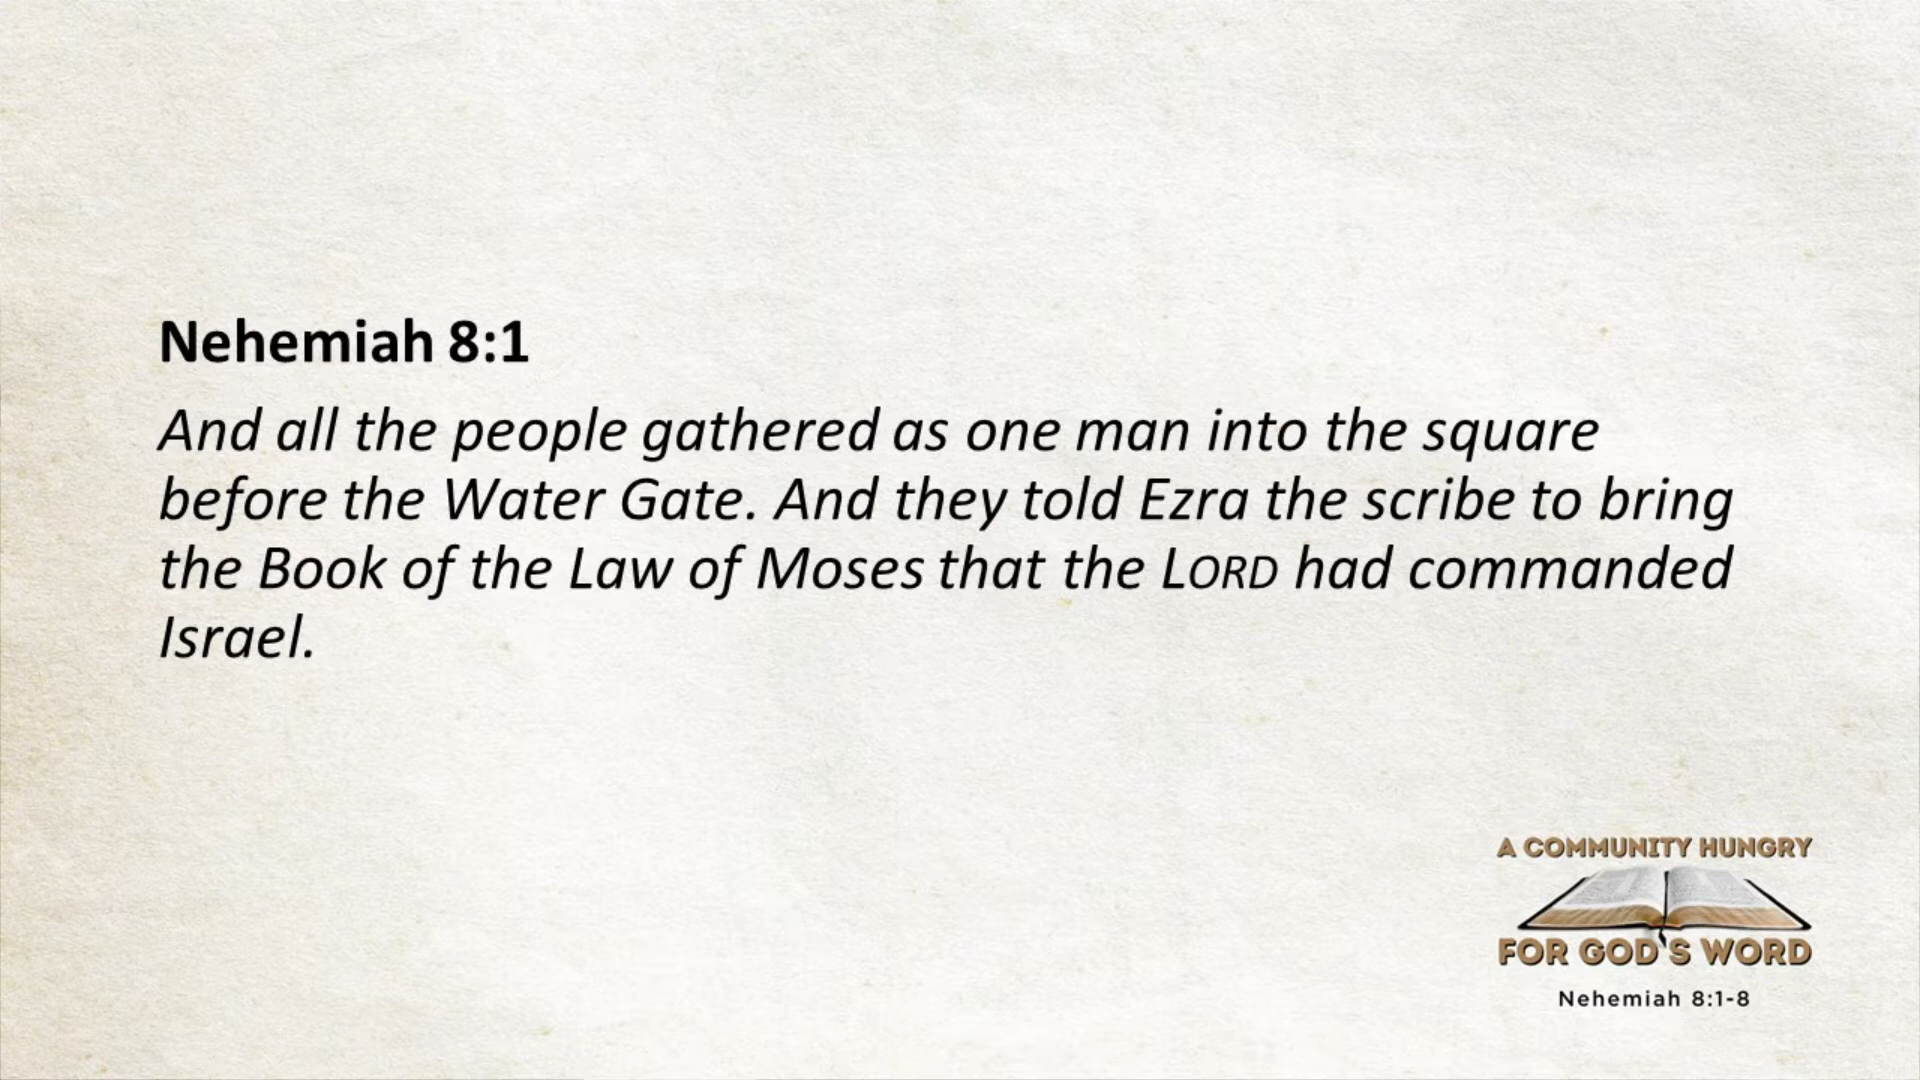 Nehemiah 8:1
And all the people gathered as one man into the square
before the Water Gate. And they told Ezra the scribe to bring
the Book of the Law of Moses that the LORD had commanded
Israel.
A COMMUNITY HUNGRY
FOR GOD'S WORD
Nehemiah 8:1-8